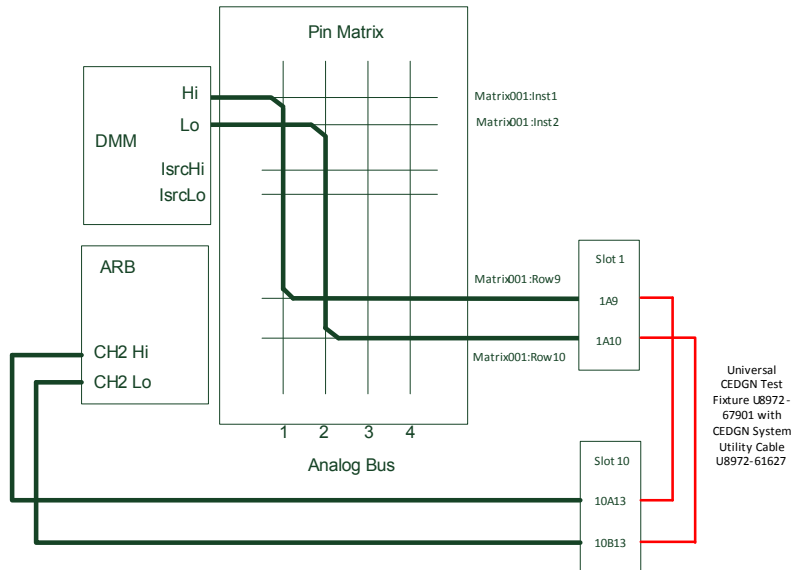 Pin Matrix
Hi
Lo
DMM
IsrcHi
IsrcLo
Matrix001:Inst1
Matrix001:Inst2
ARB
CH2 Hi
CH2 Lo
Matrix001:Row9
Matrix001:Row10
Slot 1
1A9
1A10
1
2
3
4
Analog Bus
Universal
CEDGN Test
Fixture U8972-
67901 with
CEDGN System
Utility Cable
U8972-61627
Slot 10
10A13
10B13